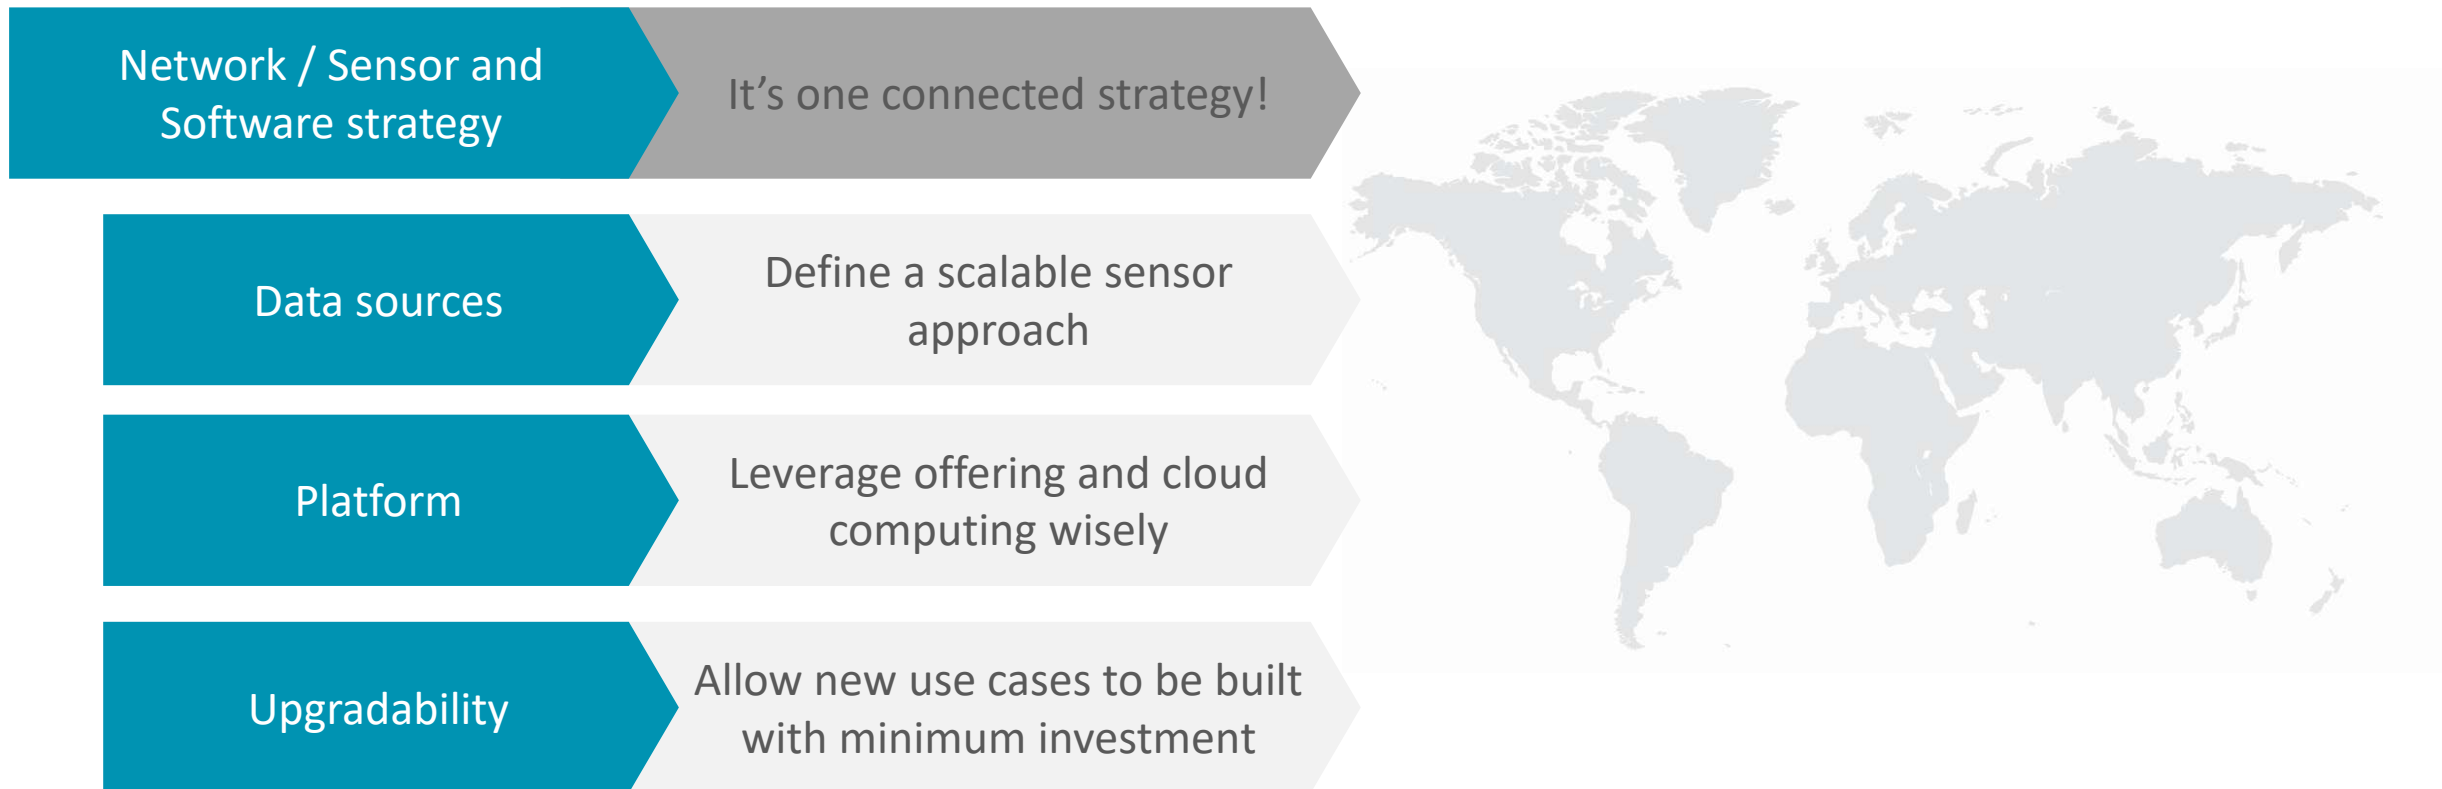 Network / Sensor and
Software strategy
It’s one connected strategy!
Data sources
Define a scalable sensor
approach
Platform
Leverage offering and cloud
computing wisely
Upgradability
Allow new use cases to be built
with minimum investment